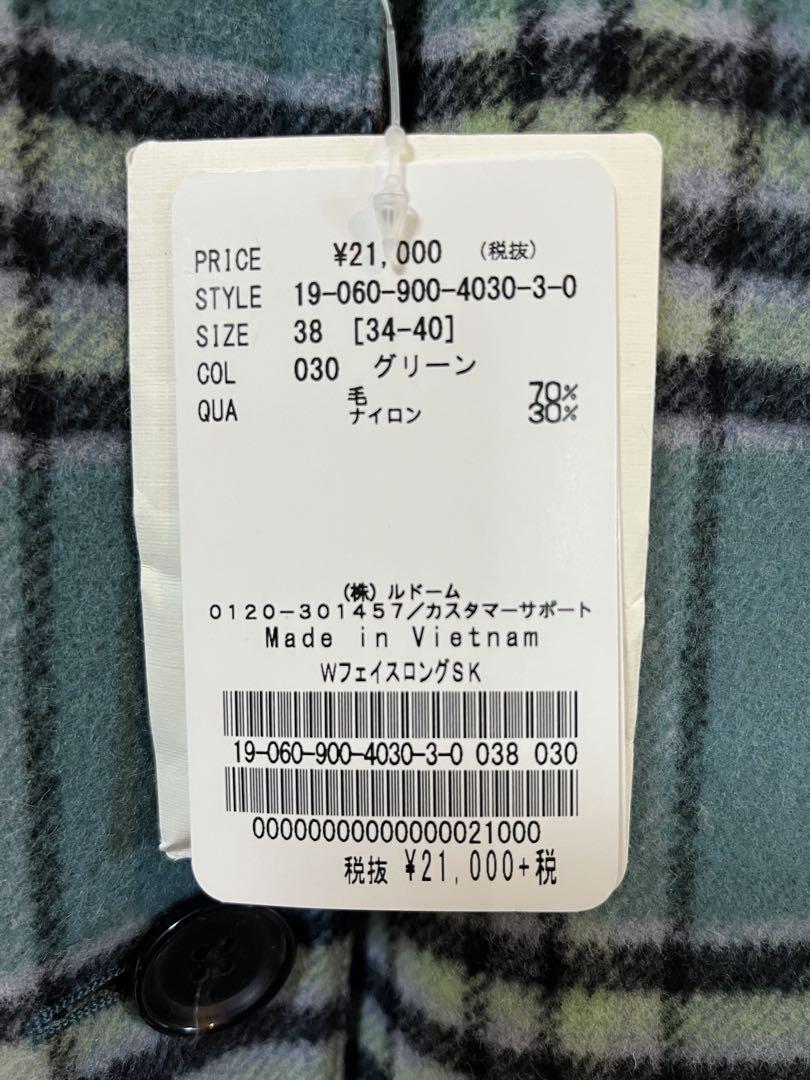 PRICE ¥21,000 (税抜)
STYLE 19-060-900-4030-3-0
SIZE 38 [34-40]
COL 030 グリーン
QUA 毛 70%
ナイロン 30%
(株) ルドーム
0120-301457/カスタマーサポート
Made in Vietnam
WフェイスロングSK
19-060-900-4030-3-0 038 030
00000000000000021000
税抜 ¥21,000+税